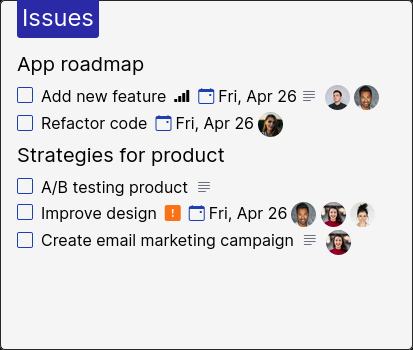 Issues
App roadmap
Add new feature Fri, Apr 26
Refactor code Fri, Apr 26
Strategies for product
A/B testing product
Improve design ! Fri, Apr 26
Create email marketing campaign